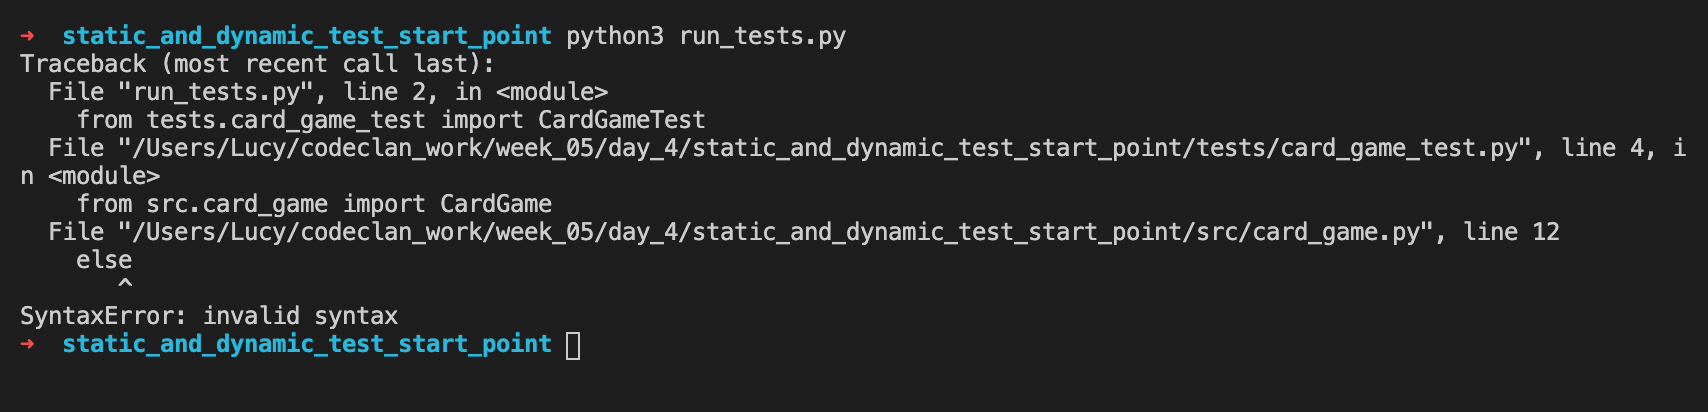 ➜  static_and_dynamic_test_start_point python3 run_tests.py
Traceback (most recent call last):
  File "run_tests.py", line 2, in <module>
    from tests.card_game_test import CardGameTest
  File "/Users/Lucy/codeclan_work/week_05/day_4/static_and_dynamic_test_start_point/tests/card_game_test.py", line 4, i
n <module>
    from src.card_game import CardGame
  File "/Users/Lucy/codeclan_work/week_05/day_4/static_and_dynamic_test_start_point/src/card_game.py", line 12
    else
       ^
SyntaxError: invalid syntax
➜  static_and_dynamic_test_start_point